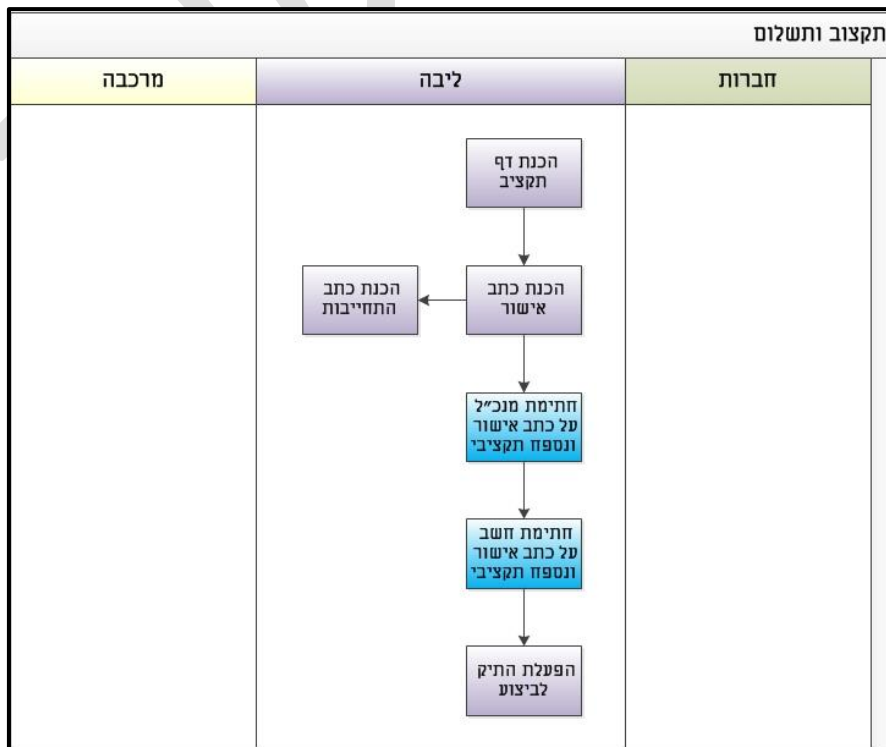 תקצוב ותשלום
חברות
ליבה
מרכבה
הכנת דף
תקציב
הכנת כתב
אישור
הכנת כתב
התחייבות
חתימת מנכ״ל
על כתב אישור
ונספח תקציבי
חתימת חשב
על כתב אישור
ונספח תקציבי
הפעלת התיק
לביצוע